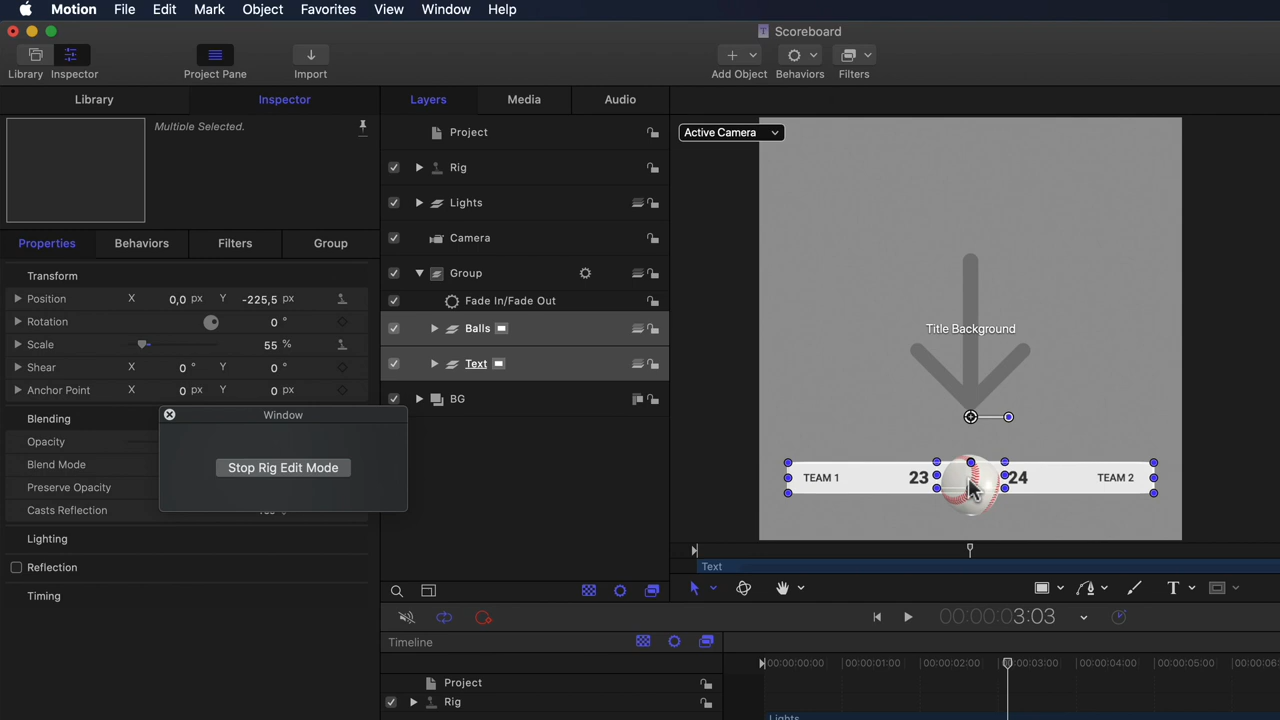 Motion File Edit Mark Object Favorites View Window Help
Scoreboard
Library Inspector Project Pane Import Add Object Behaviors Filters
Library Inspector Layers Media Audio
Multiple Selected.
Active Camera
Project
Rig
Lights
Camera
Group
Fade In/Fade Out
Balls
Text
BG
Properties Behaviors Filters Group
Transform
Position X 0,0 px Y -225,5 px
Rotation 0 °
Scale 55 %
Shear X 0 ° Y 0 °
Anchor Point X 0 px Y 0 px
Blending
Opacity
Blend Mode
Preserve Opacity
Casts Reflection
Lighting
Reflection
Timing
Window
Stop Rig Edit Mode
Title Background
TEAM 1 23 24 TEAM 2
Text
T
00:00:00:03:03
Timeline
00:00:00:00 00:00:01:00 00:00:02:00 00:00:03:00 00:00:04:00 00:00:05:00 00:00:06:
Project
Rig
Lights